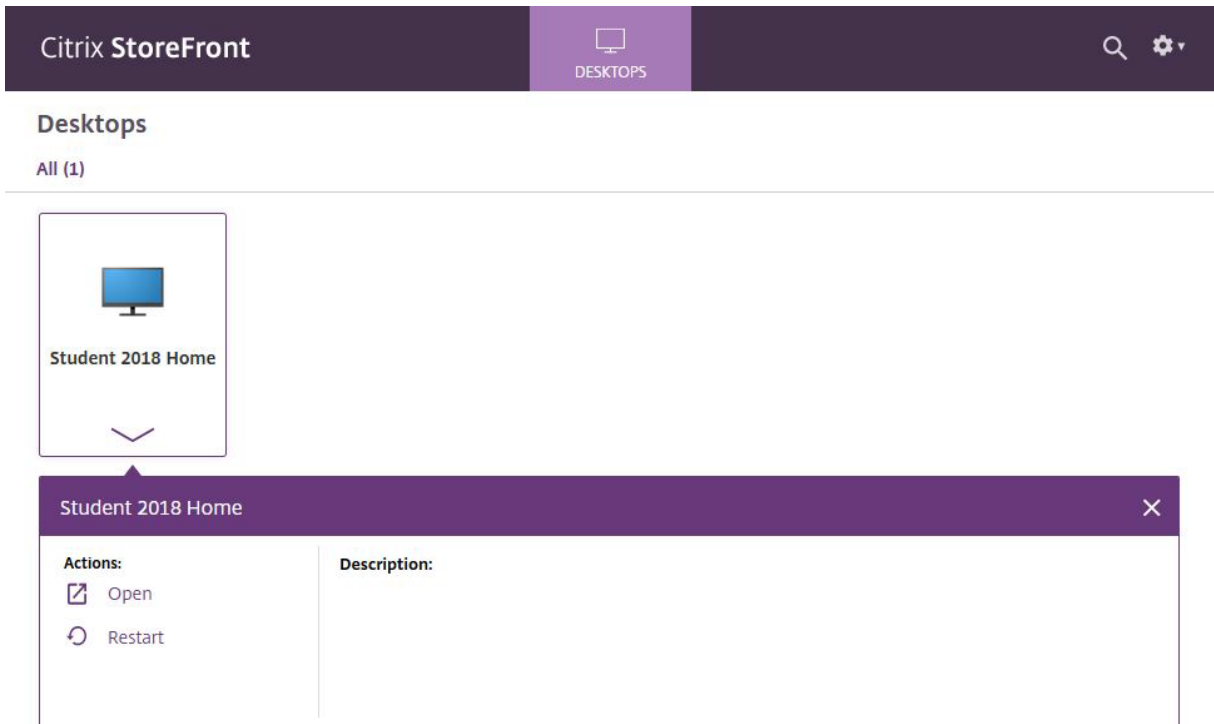 Citrix StoreFront
DESKTOPS
Desktops
All (1)
Student 2018 Home
Student 2018 Home
Actions:
Open
Restart
Description: